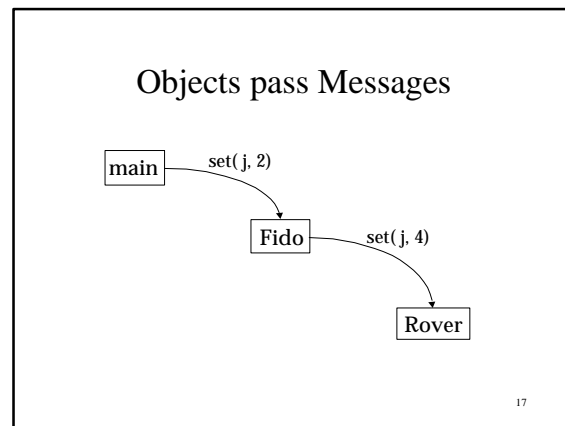 Objects pass Messages
main
set(j, 2)
Fido
set(j, 4)
Rover
17